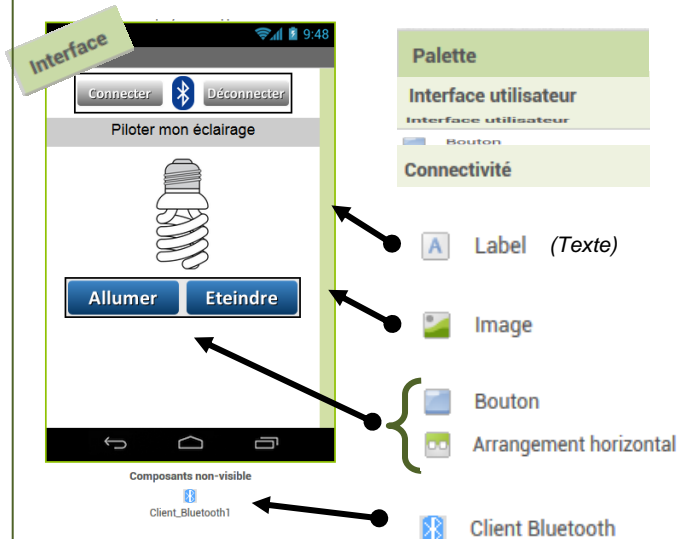 Interface
9:48
Connecter
Déconnecter
Piloter mon éclairage
Allumer
Eteindre
Composants non-visible
Client_Bluetooth1
Palette
Interface utilisateur
Interface utilisateur
Bouton
Connectivité
A
Label (Texte)
Image
Bouton
Arrangement horizontal
Client Bluetooth